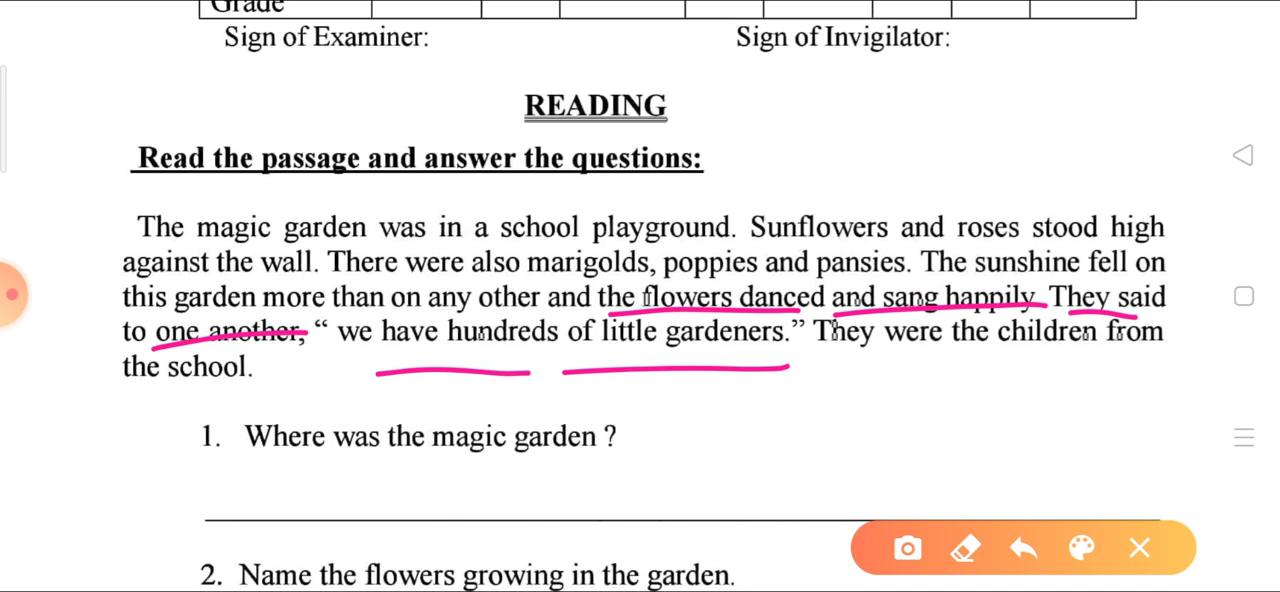 Grade
Sign of Examiner: Sign of Invigilator:
READING
Read the passage and answer the questions:
The magic garden was in a school playground. Sunflowers and roses stood high
against the wall. There were also marigolds, poppies and pansies. The sunshine fell on
this garden more than on any other and the flowers danced and sang happily. They said
to one another, “ we have hundreds of little gardeners.” They were the children from
the school.
1. Where was the magic garden ?
2. Name the flowers growing in the garden.